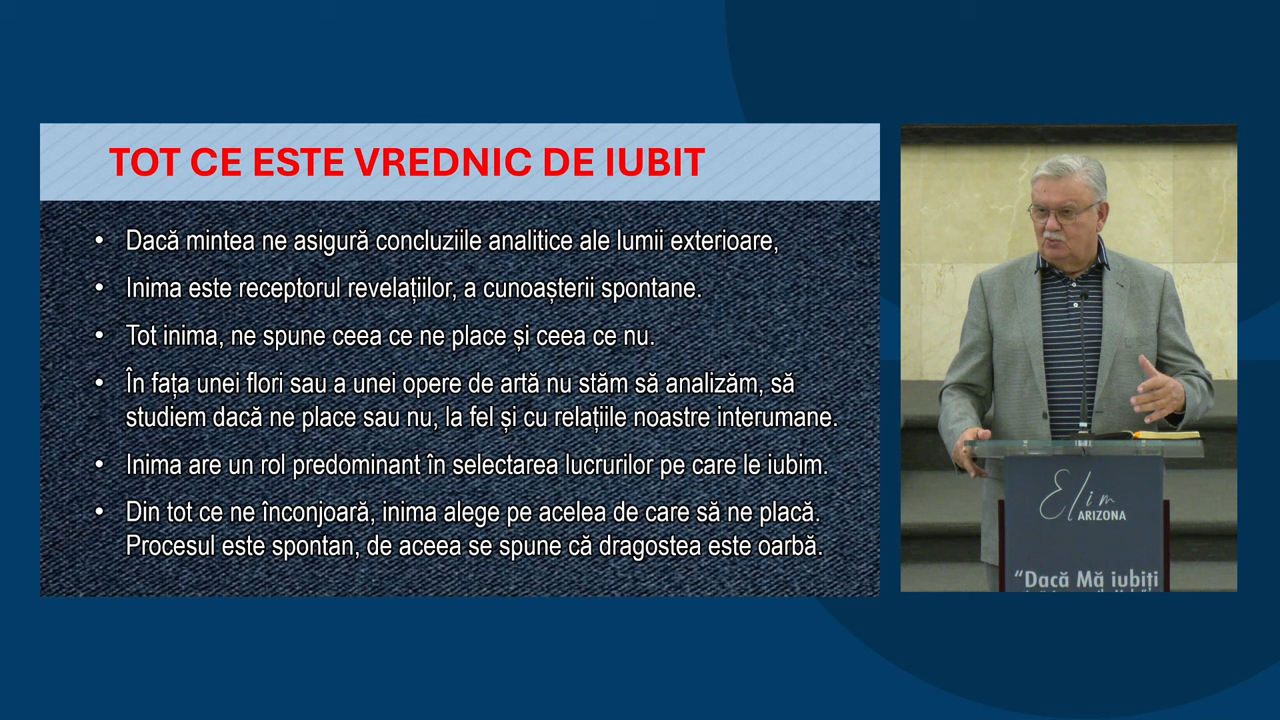 TOT CE ESTE VREDNIC DE IUBIT
• Dacă mintea ne asigură concluziile analitice ale lumii exterioare,
• Inima este receptorul revelațiilor, a cunoașterii spontane.
• Tot inima, ne spune ceea ce ne place și ceea ce nu.
• În fața unei flori sau a unei opere de artă nu stăm să analizăm, să
studiem dacă ne place sau nu, la fel și cu relațiile noastre interumane.
• Inima are un rol predominant în selectarea lucrurilor pe care le iubim.
• Din tot ce ne înconjoară, inima alege pe acelea de care să ne placă.
Procesul este spontan, de aceea se spune că dragostea este oarbă.
Elim
ARIZONA
“Dacă Mă iubiți